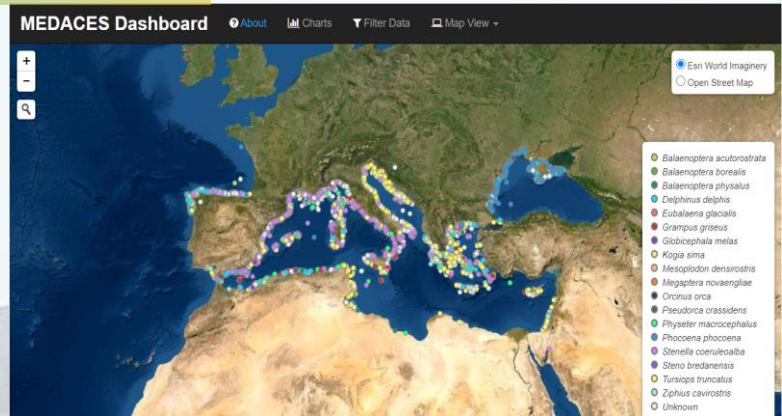 MEDACES Dashboard About Charts Filter Data Map View
+
−
Esri World Imagery
Open Street Map
Balaenoptera acutorostrata
Balaenoptera borealis
Balaenoptera physalus
Delphinus delphis
Eubalaena glacialis
Grampus griseus
Globicephala melas
Kogia sima
Mesoplodon densirostris
Megaptera novaengliae
Orcinus orca
Pseudorca crassidens
Physeter macrocephalus
Phocoena phocoena
Stenella coeruleoalba
Steno bredanensis
Tursiops truncatus
Ziphius cavirostris
Unknown